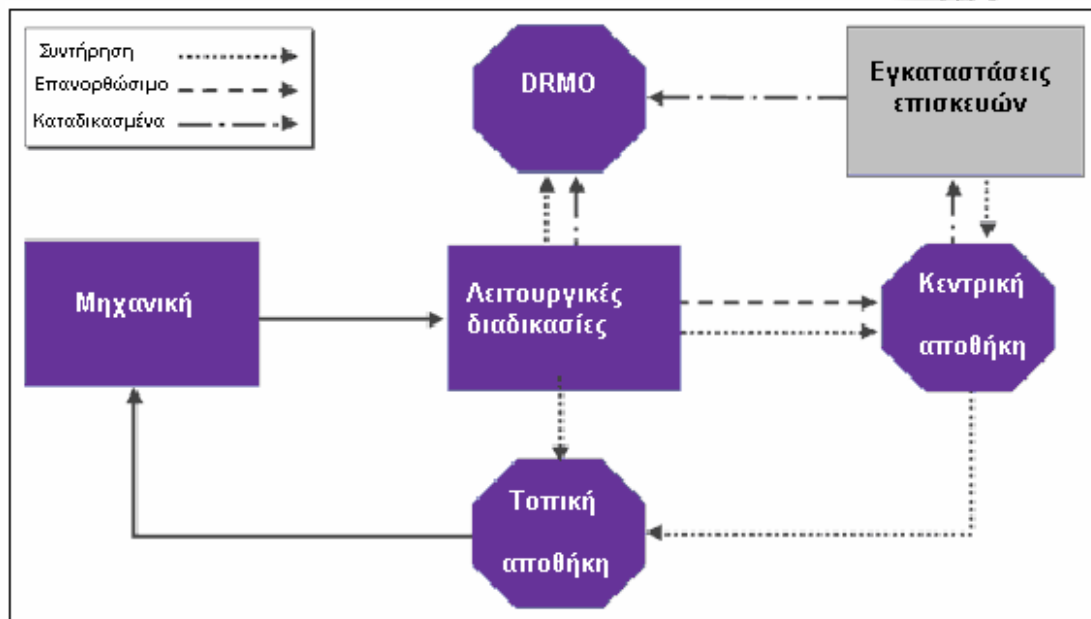 Συντήρηση
Επανορθώσιμο
Καταδικασμένα
DRMO
Εγκαταστάσεις
επισκευών
Μηχανική
Λειτουργικές
διαδικασίες
Κεντρική
αποθήκη
Τοπική
αποθήκη